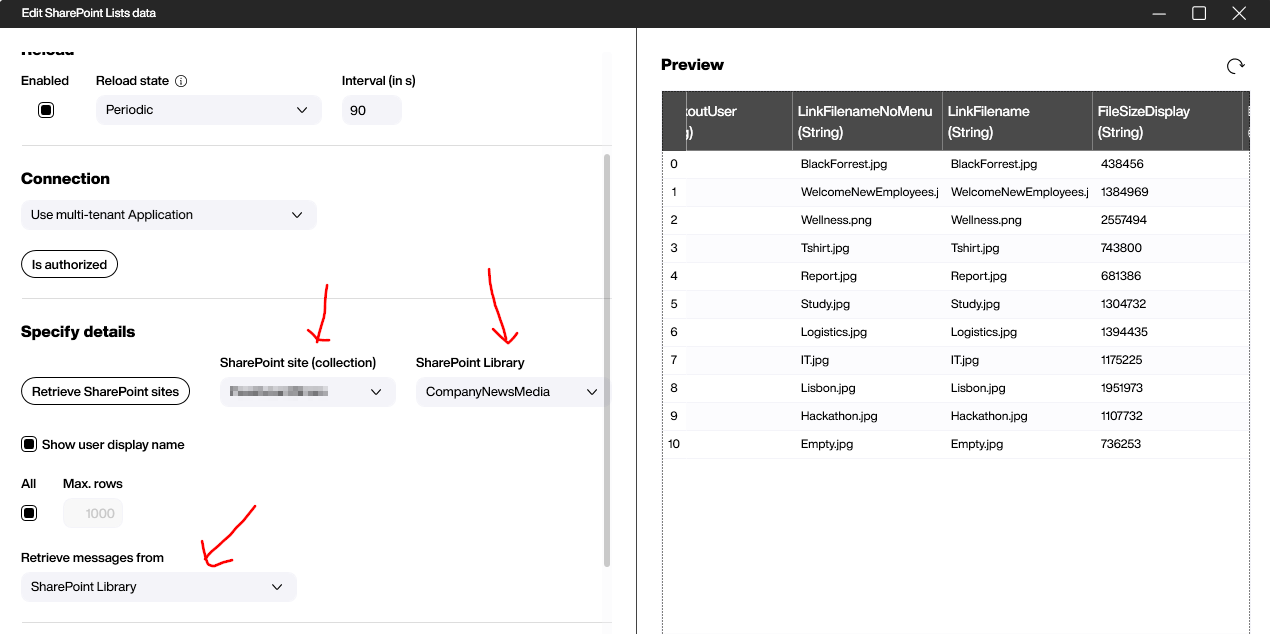 Edit SharePoint Lists data
Reload
Enabled
Reload state
Interval (in s)
Periodic
90
Connection
Use multi-tenant Application
Is authorized
Specify details
SharePoint site (collection)
SharePoint Library
Retrieve SharePoint sites
CompanyNewsMedia
Show user display name
All
Max. rows
1000
Retrieve messages from
SharePoint Library
Preview
koutUser LinkFilenameNoMenu LinkFilename FileSizeDisplay
g) (String) (String) (String)
0 BlackForrest.jpg BlackForrest.jpg 438456
1 WelcomeNewEmployees.j WelcomeNewEmployees.j 1384969
2 Wellness.png Wellness.png 2557494
3 Tshirt.jpg Tshirt.jpg 743800
4 Report.jpg Report.jpg 681386
5 Study.jpg Study.jpg 1304732
6 Logistics.jpg Logistics.jpg 1394435
7 IT.jpg IT.jpg 1175225
8 Lisbon.jpg Lisbon.jpg 1951973
9 Hackathon.jpg Hackathon.jpg 1107732
10 Empty.jpg Empty.jpg 736253